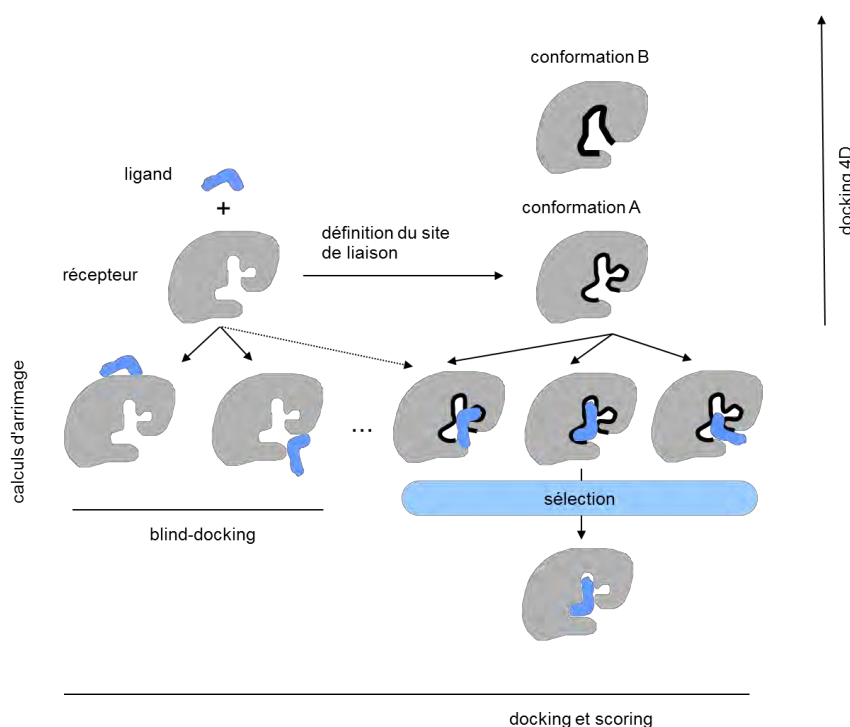 conformation B
ligand
+
conformation A
définition du site
de liaison
récepteur
docking 4D
calculs d'arrimage
...
sélection
blind-docking
docking et scoring